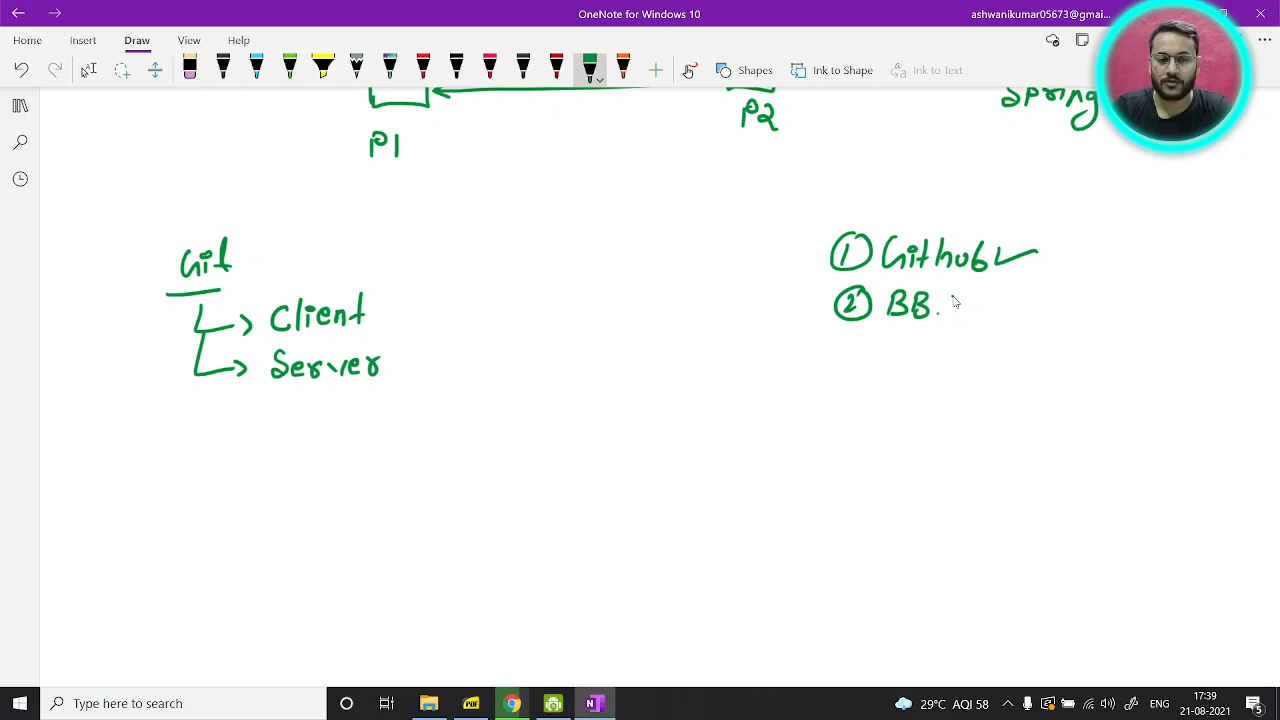 OneNote for Windows 10
ashwanikumar05673@gmai...
Home Insert Draw View Help
Shapes Ink to Shape Ink to Text
Spring
P2
P1
Git
Client
Server
1 Github
2 BB.
Type here to search
29°C AQI 58 ENG 17:39
21-08-2021